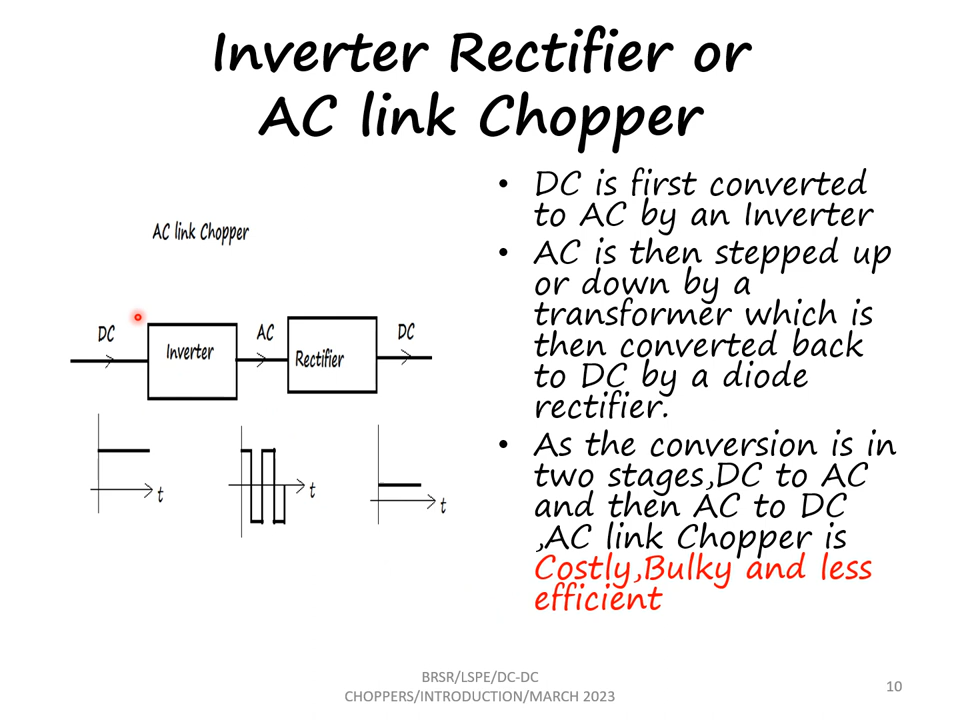 Inverter Rectifier or
AC link Chopper
AC link Chopper
DC
Inverter
AC
Rectifier
DC
t
t
t
• DC is first converted
to AC by an Inverter
• AC is then stepped up
or down by a
transformer which is
then converted back
to DC by a diode
rectifier.
• As the conversion is in
two stages,DC to AC
and then AC to DC
,AC link Chopper is
Costly,Bulky and less
efficient
BRSR/LSPE/DC-DC
CHOPPERS/INTRODUCTION/MARCH 2023
10